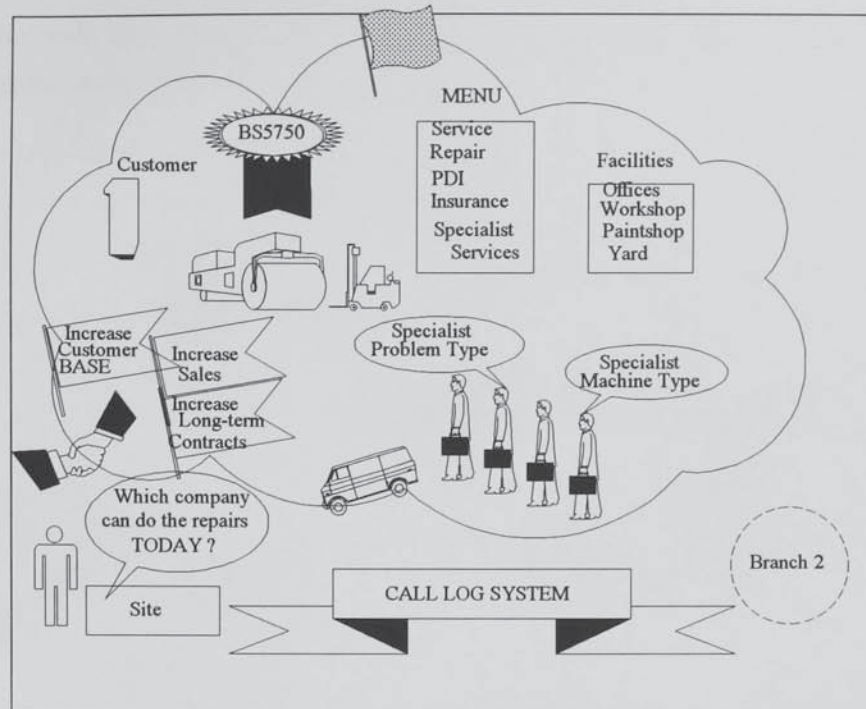 MENU
BS5750
Service
Repair
PDI
Insurance
Specialist
Services
Customer
1
Facilities
Offices
Workshop
Paintshop
Yard
Increase
Customer
BASE
Increase
Sales
Increase
Long-term
Contracts
Specialist
Problem Type
Specialist
Machine Type
Which company
can do the repairs
TODAY ?
Site
CALL LOG SYSTEM
Branch 2